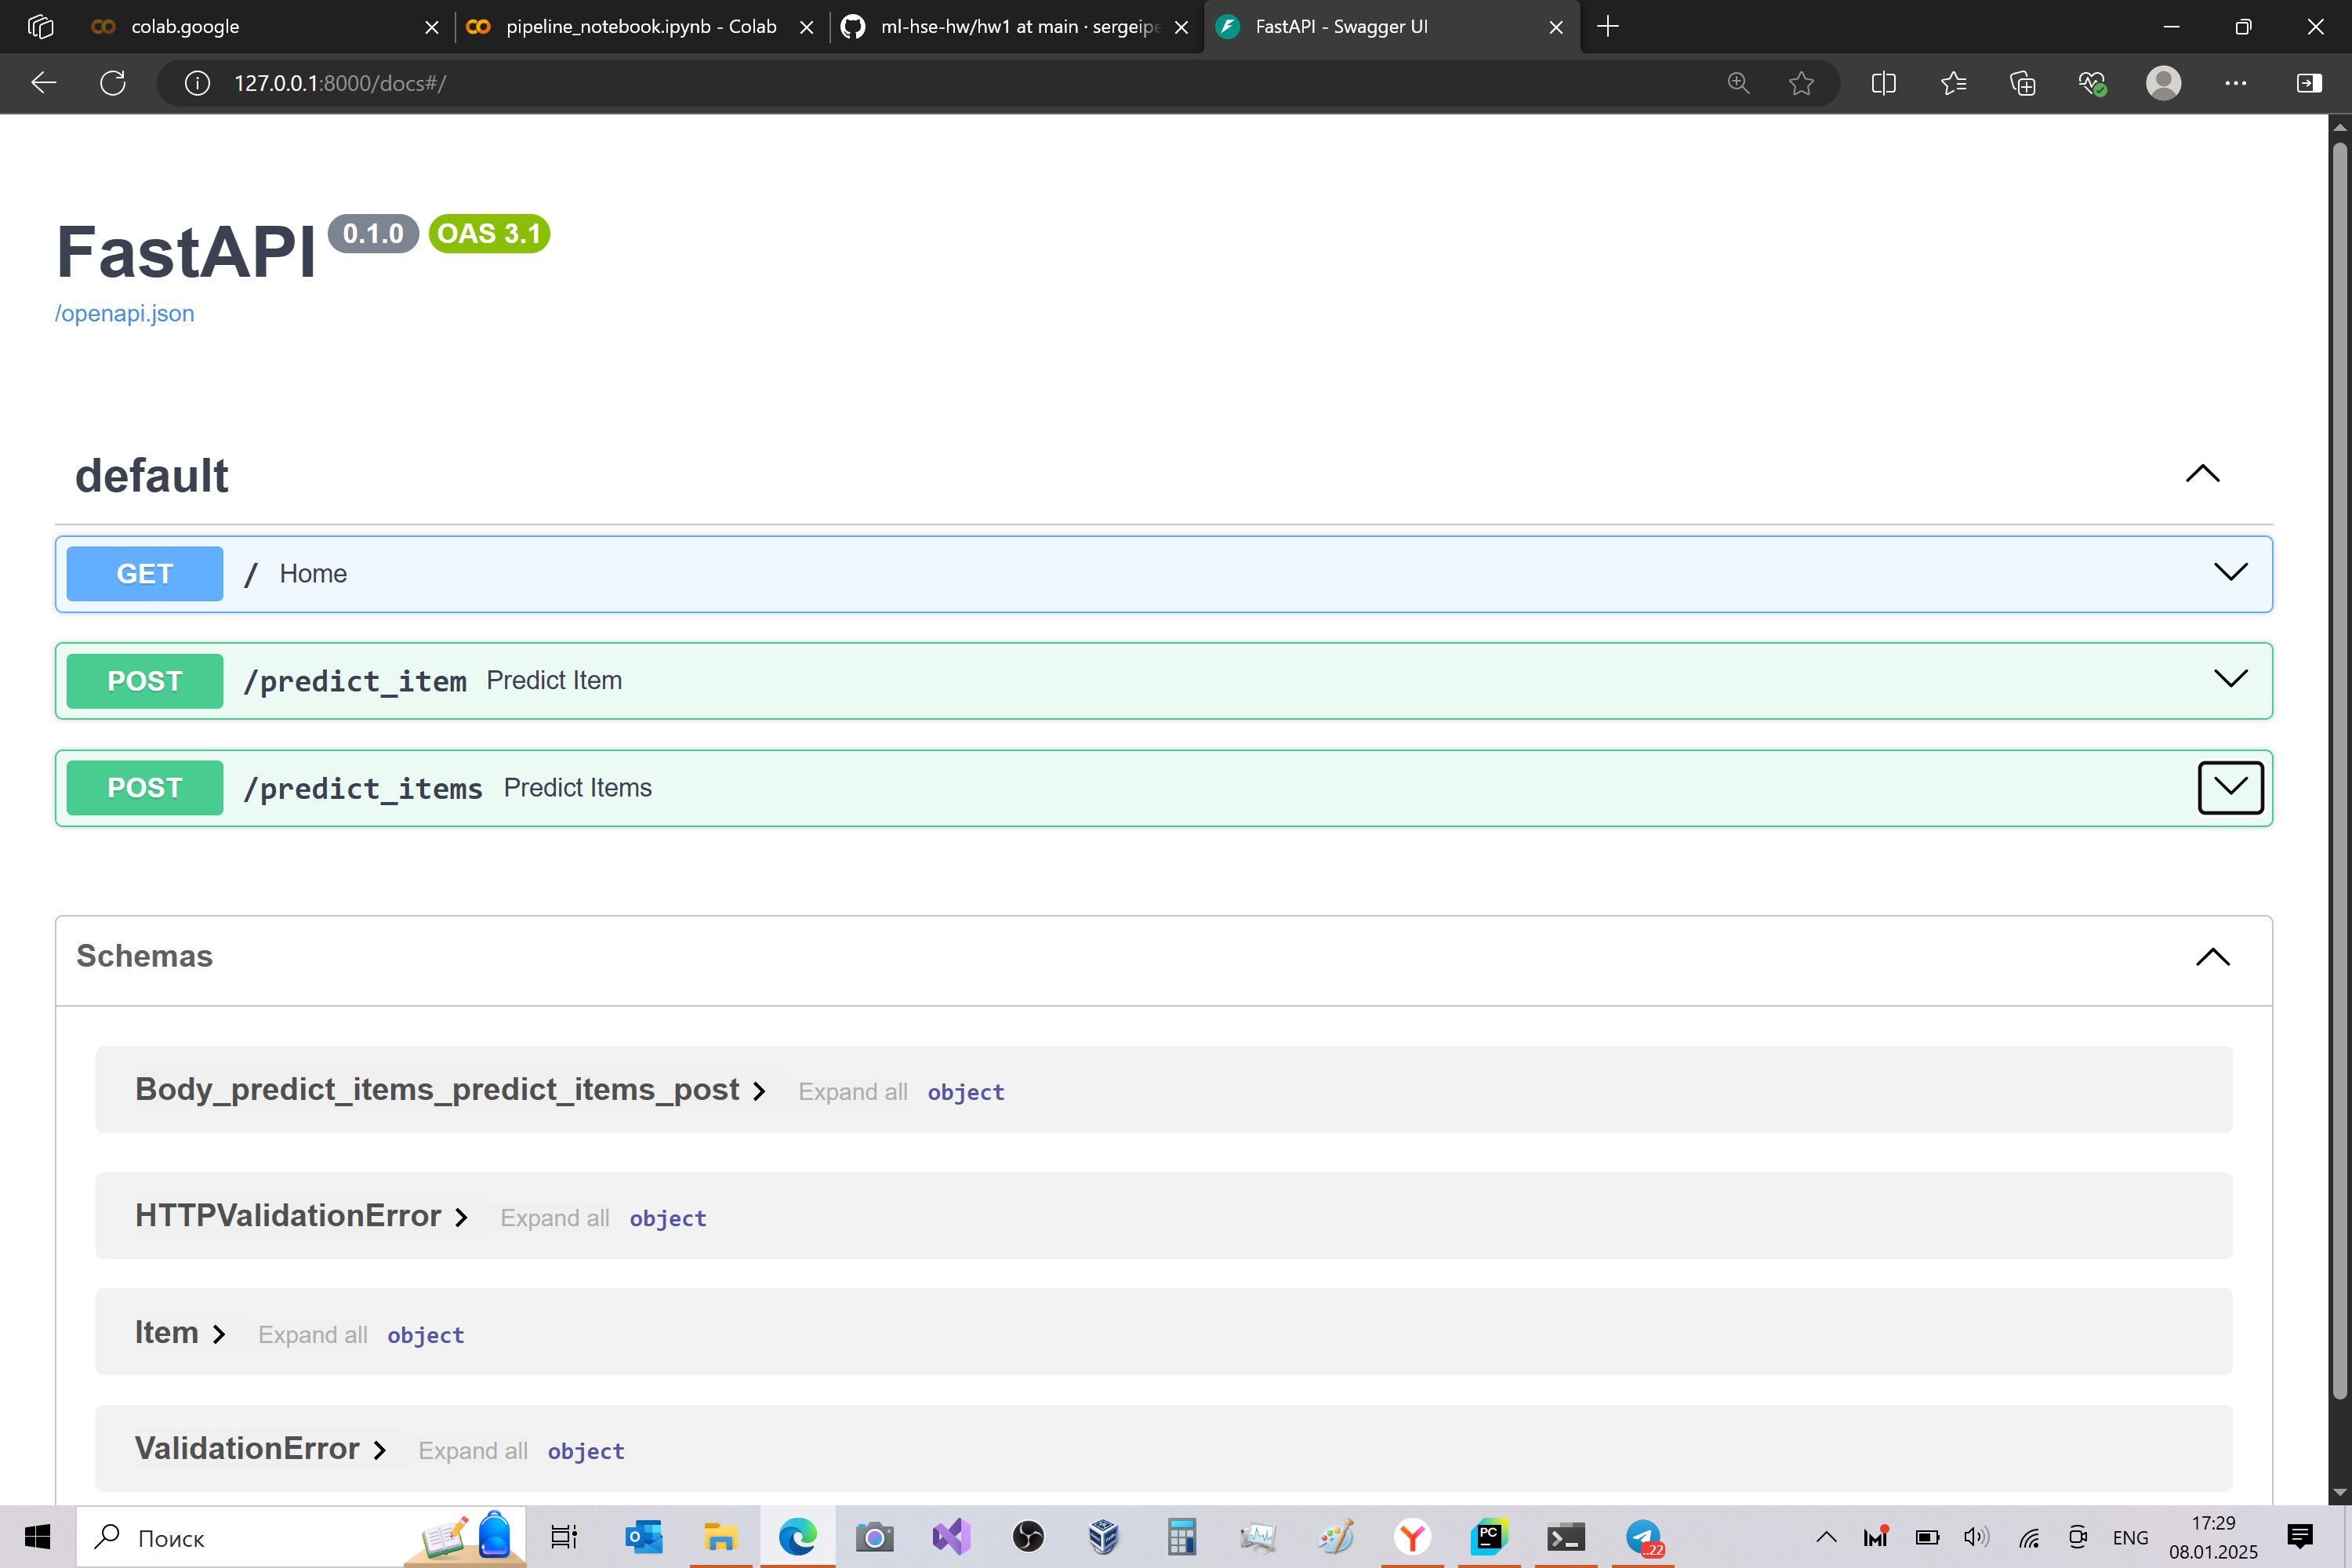 colab.google
pipeline_notebook.ipynb - Colab
ml-hse-hw/hw1 at main · sergeipe
FastAPI - Swagger UI
127.0.0.1:8000/docs#/
FastAPI 0.1.0 OAS 3.1
/openapi.json
default
GET / Home
POST /predict_item Predict Item
POST /predict_items Predict Items
Schemas
Body_predict_items_predict_items_post Expand all object
HTTPValidationError Expand all object
Item Expand all object
ValidationError Expand all object
Поиск
PC
..22
ENG
17:29
08.01.2025